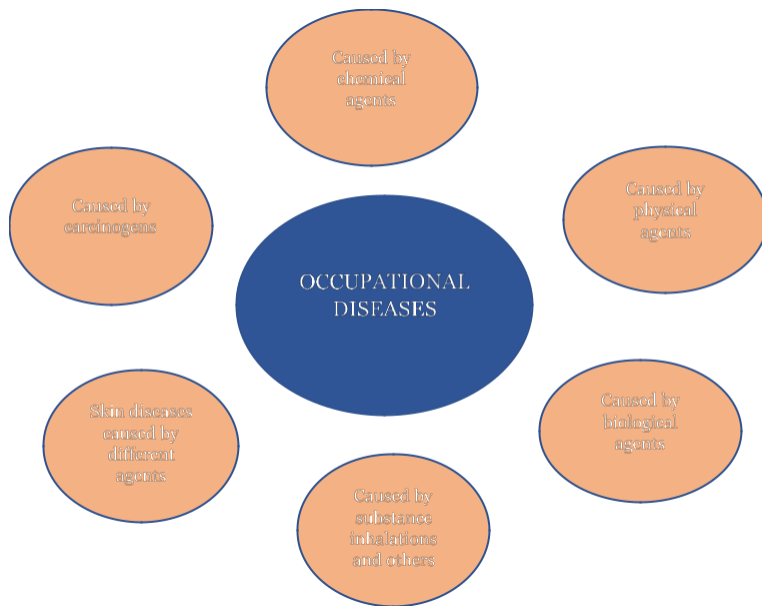 Caused by
chemical
agents
Caused by
carcinogens
Caused by
physical
agents
OCCUPATIONAL
DISEASES
Skin diseases
caused by
different
agents
Caused by
biological
agents
Caused by
substance
inhalations
and others